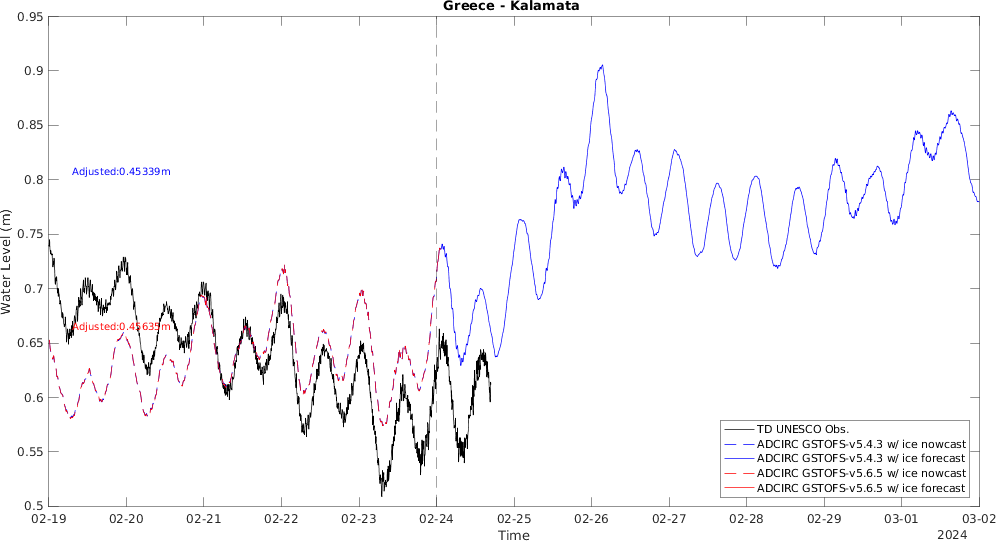 Greece - Kalamata
0.95
0.9
0.85
0.8
0.75
0.7
0.65
0.6
0.55
0.5
Water Level (m)
Adjusted:0.45339m
Adjusted:0.45635m
TD UNESCO Obs.
ADCIRC GSTOFS-v5.4.3 w/ ice nowcast
ADCIRC GSTOFS-v5.4.3 w/ ice forecast
ADCIRC GSTOFS-v5.6.5 w/ ice nowcast
ADCIRC GSTOFS-v5.6.5 w/ ice forecast
02-19 02-20 02-21 02-22 02-23 02-24 02-25 02-26 02-27 02-28 02-29 03-01 03-02
Time
2024